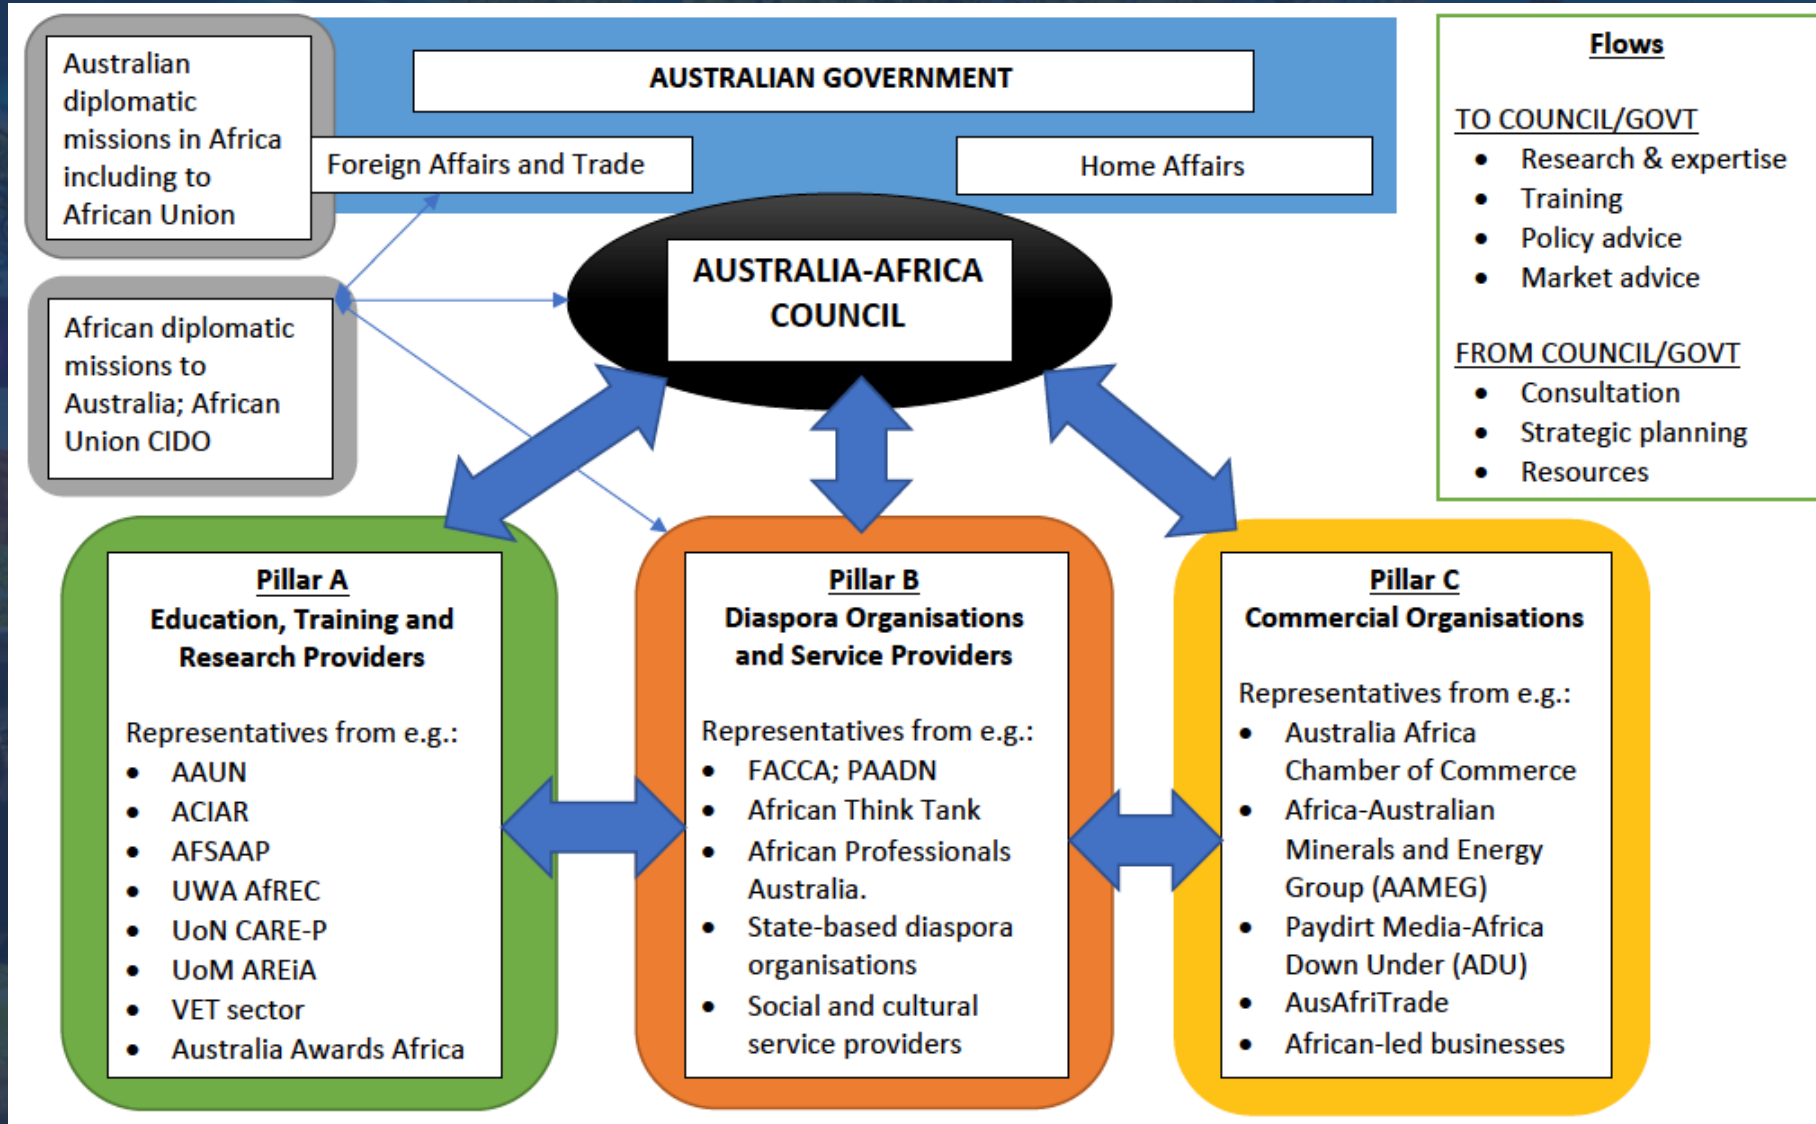 Australian
diplomatic
missions in Africa
including to
African Union
AUSTRALIAN GOVERNMENT
Foreign Affairs and Trade
Home Affairs
African diplomatic
missions to
Australia; African
Union CIDO
AUSTRALIA-AFRICA
COUNCIL
Flows
TO COUNCIL/GOVT
• Research & expertise
• Training
• Policy advice
• Market advice
FROM COUNCIL/GOVT
• Consultation
• Strategic planning
• Resources
Pillar A
Education, Training and
Research Providers
Representatives from e.g.:
• AAUN
• ACIAR
• AFSAAP
• UWA AfREC
• UoN CARE-P
• UoM AREiA
• VET sector
• Australia Awards Africa
Pillar B
Diaspora Organisations
and Service Providers
Representatives from e.g.:
• FACCA; PAADN
• African Think Tank
• African Professionals
Australia.
• State-based diaspora
organisations
• Social and cultural
service providers
Pillar C
Commercial Organisations
Representatives from e.g.:
• Australia Africa
Chamber of Commerce
• Africa-Australian
Minerals and Energy
Group (AAMEG)
• Paydirt Media-Africa
Down Under (ADU)
• AusAfriTrade
• African-led businesses